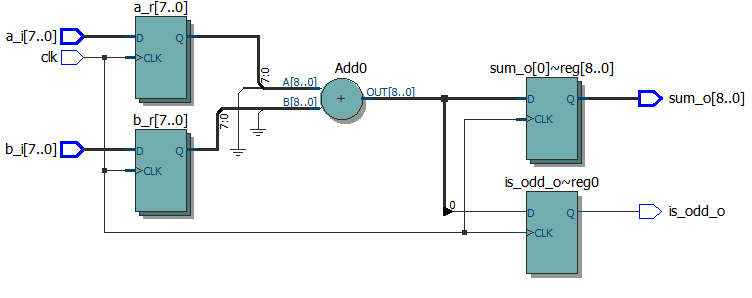 a_r[7..0]
a_i[7..0]
D
Q
clk
CLK
7:0
Add0
A[8..0]
B[8..0]
+
OUT[8..0]
sum_o[0]~reg[8..0]
D
Q
sum_o[8..0]
CLK
b_r[7..0]
b_i[7..0]
D
Q
CLK
7:0
is_odd_o~reg0
0
D
Q
is_odd_o
CLK